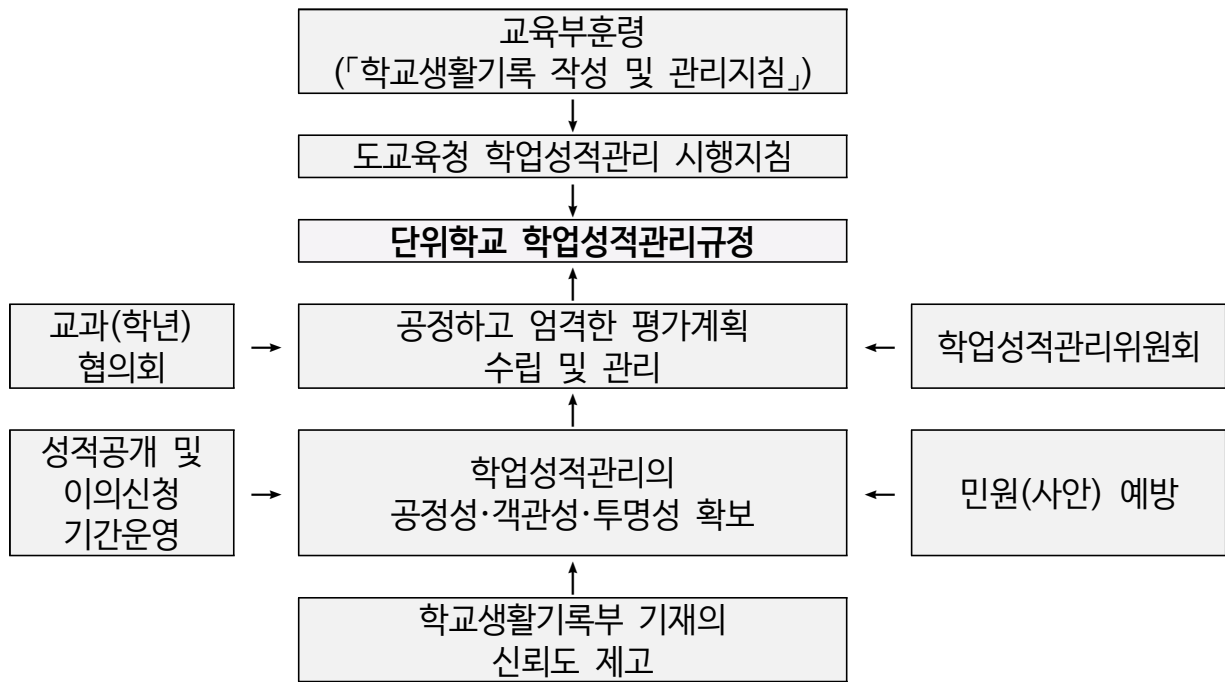 교육부훈령
(「학교생활기록 작성 및 관리지침」)
도교육청 학업성적관리 시행지침
단위학교 학업성적관리규정
교과(학년)
협의회
공정하고 엄격한 평가계획
수립 및 관리
학업성적관리위원회
성적공개 및
이의신청
기간운영
학업성적관리의
공정성·객관성·투명성 확보
민원(사안) 예방
학교생활기록부 기재의
신뢰도 제고